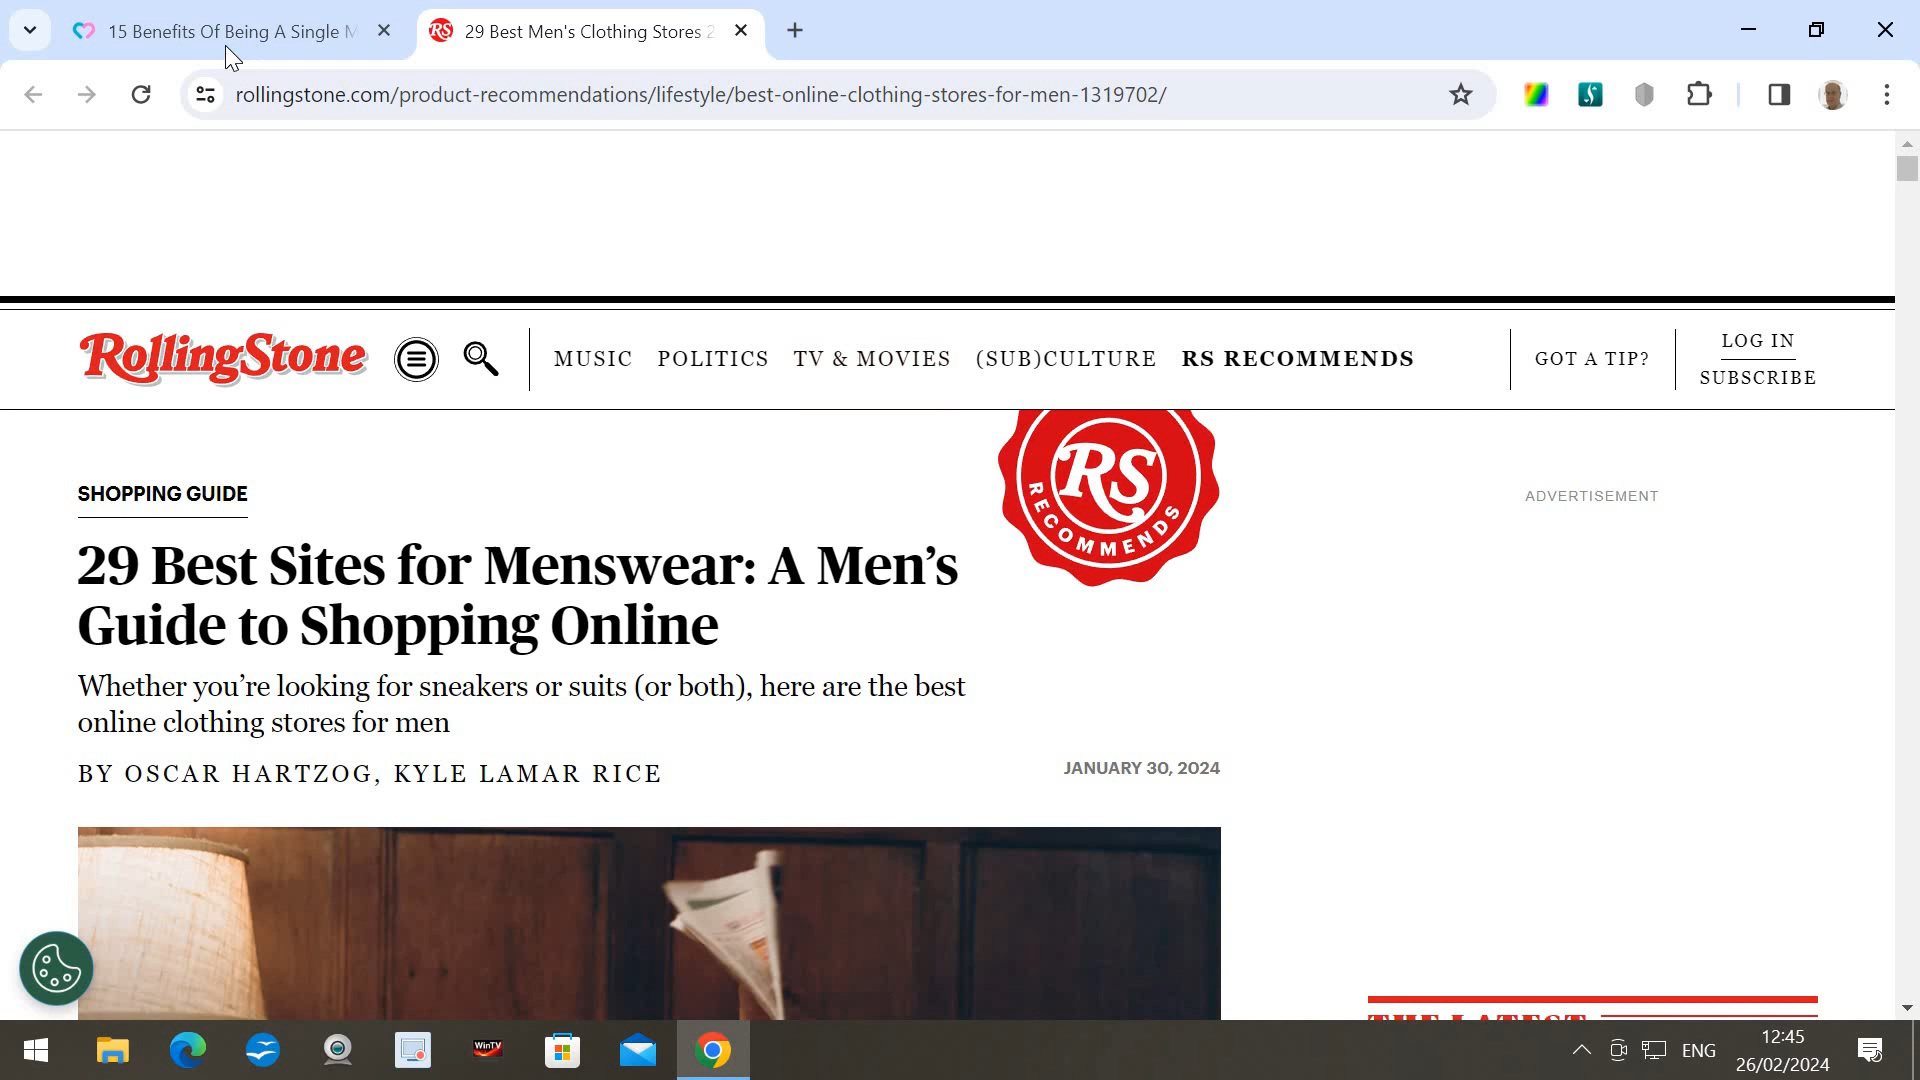 15 Benefits Of Being A Single M
29 Best Men's Clothing Stores 2
rollingstone.com/product-recommendations/lifestyle/best-online-clothing-stores-for-men-1319702/
RollingStone
MUSIC POLITICS TV & MOVIES (SUB)CULTURE RS RECOMMENDS
GOT A TIP?
LOG IN
SUBSCRIBE
RS
RECOMMENDS
SHOPPING GUIDE
ADVERTISEMENT
29 Best Sites for Menswear: A Men’s
Guide to Shopping Online
Whether you’re looking for sneakers or suits (or both), here are the best
online clothing stores for men
BY OSCAR HARTZOG, KYLE LAMAR RICE
JANUARY 30, 2024
THE LATEST
WinTV
ENG
12:45
26/02/2024